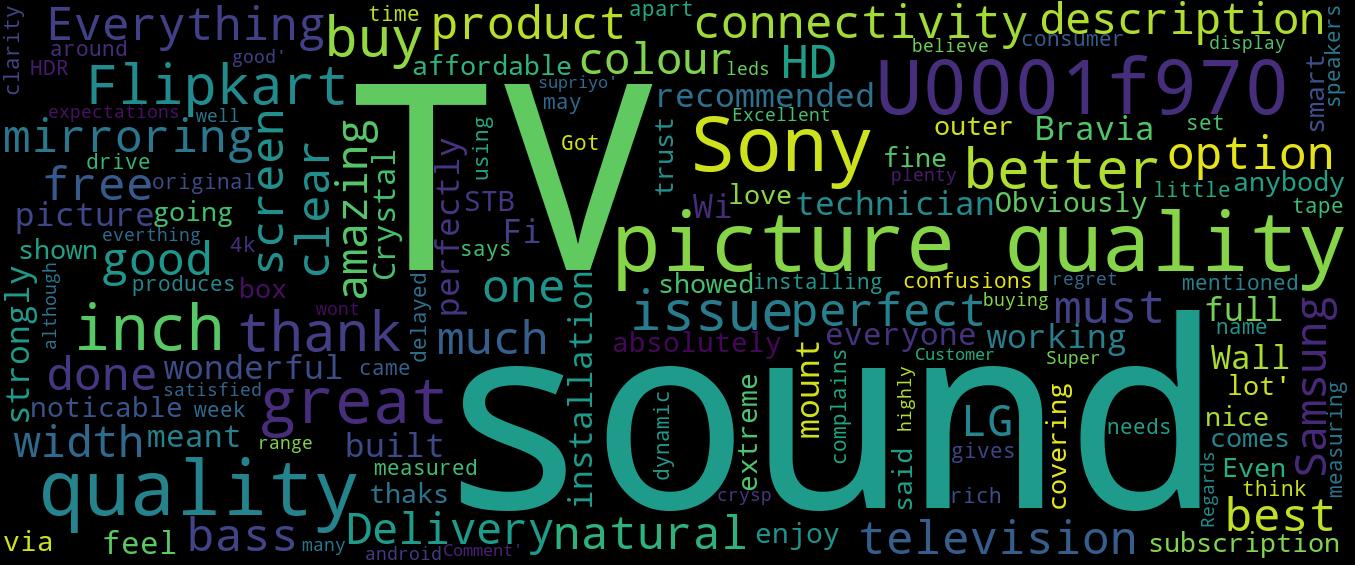 clarity
Everything
time
buy
product
apart
connectivity
description
around
good'
believe
consumer
display
speakers
HDR
Flipkart
affordable
colour
leds
HD
U0001f970
smart
expectations
well
TV
supriyo'
may
recommended
Excellent
mirroring
screen
clear
amazing
Crystal
using
Got
trust
Sony
outer
Bravia
set
option
drive
free
original
perfectly
STB
fine
plenty
better
little
anybody
picture
going
Wi
love
technician
Obviously
tape
everthing
4k
Fi
picture quality
shown
good
says
produces
box
one
showed
installing
confusions
regret
mentioned
strongly
although
inch
thank
wont
delayed
much
installation
issue
perfect
buying
must
full
Samsung
name
absolutely
everyone
working
done
wonderful
came
sound
mount
complains
Customer
Super
Wall
satisfied
highly
lot'
noticable
week
great
dynamic
extreme
LG
covering
needs
nice
measuring
width
meant
range
built
gives
comes
quality
measured
said
Regards
Even
thaks
crysp
rich
think
via
feel
bass
many
Delivery
natural
enjoy
television
best
android
Comment'
subscription